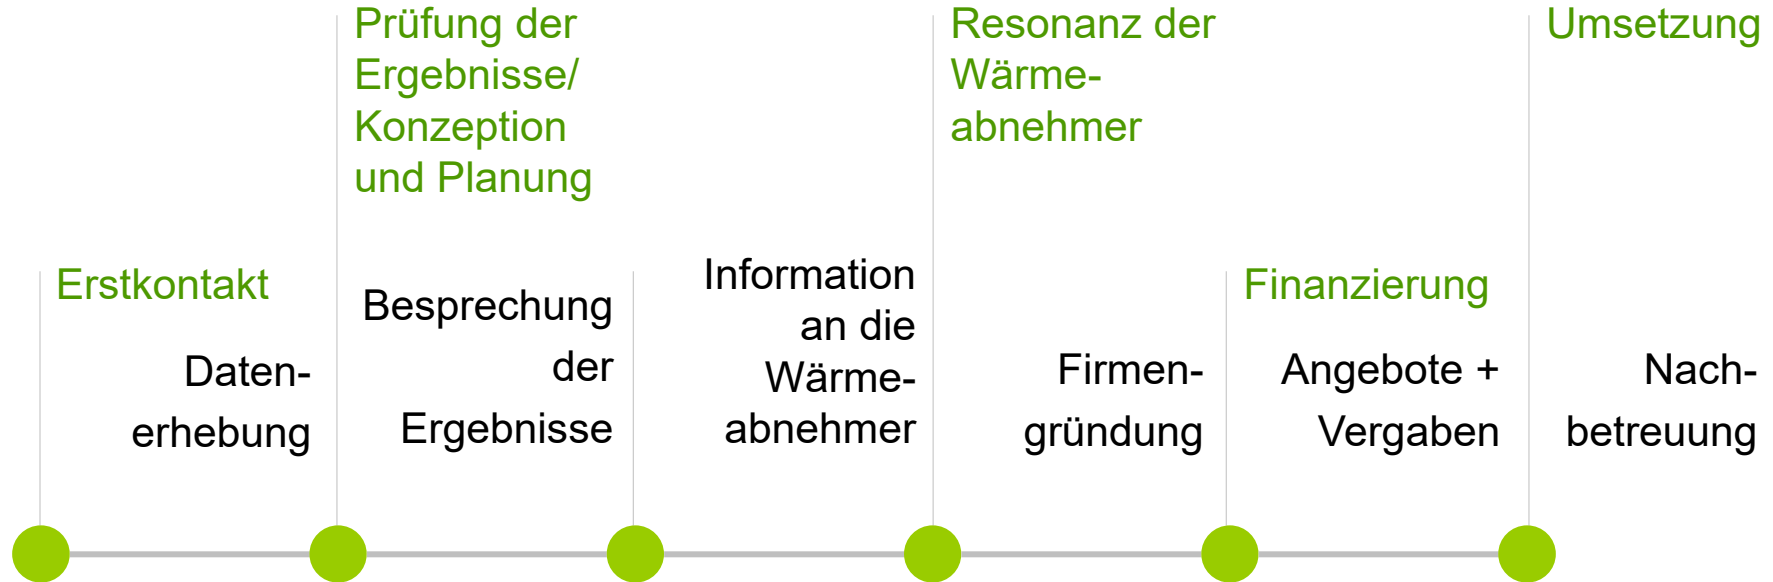 Erstkontakt
Daten-
erhebung
Prüfung der
Ergebnisse/
Konzeption
und Planung
Besprechung
der
Ergebnisse
Information
an die
Wärme-
abnehmer
Resonanz der
Wärme-
abnehmer
Firmen-
gründung
Finanzierung
Angebote +
Vergaben
Umsetzung
Nach-
betreuung